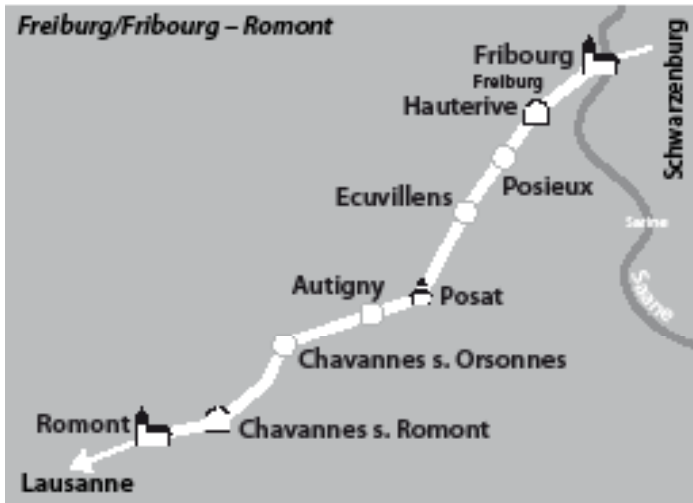 Freiburg/Fribourg – Romont
Fribourg
Freiburg
Schwarzenburg
Hauterive
Posieux
Ecuvillens
Sarine
Saane
Autigny
Posat
Chavannes s. Orsonnes
Romont
Chavannes s. Romont
Lausanne